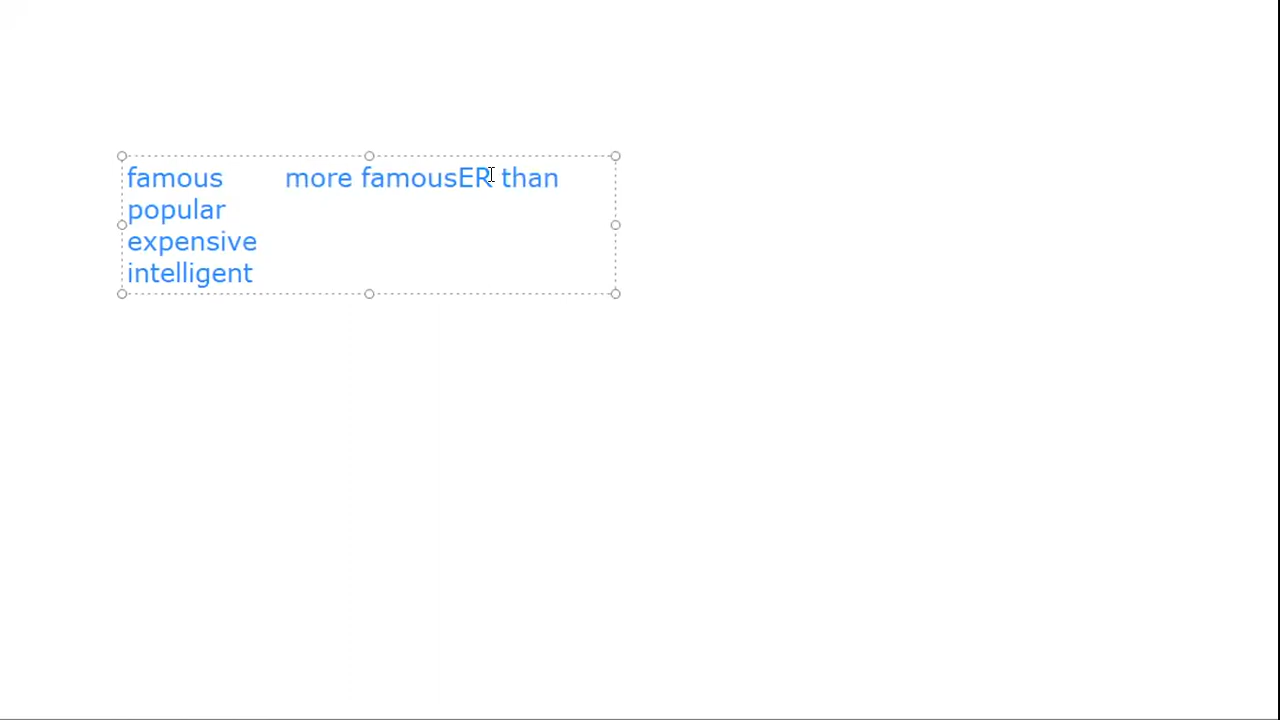 famous more famousER than
popular
expensive
intelligent